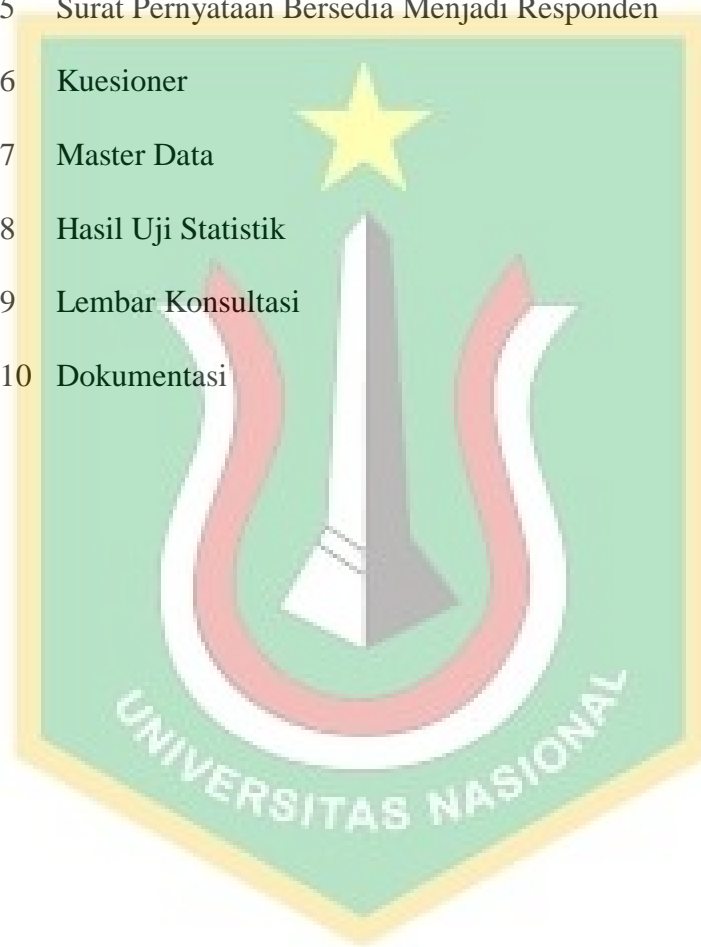 5 Surat Pernyataan Bersedia Menjadi Responden
6 Kuesioner
7 Master Data
8 Hasil Uji Statistik
9 Lembar Konsultasi
10 Dokumentasi
UNIVERSITAS NASIONAL